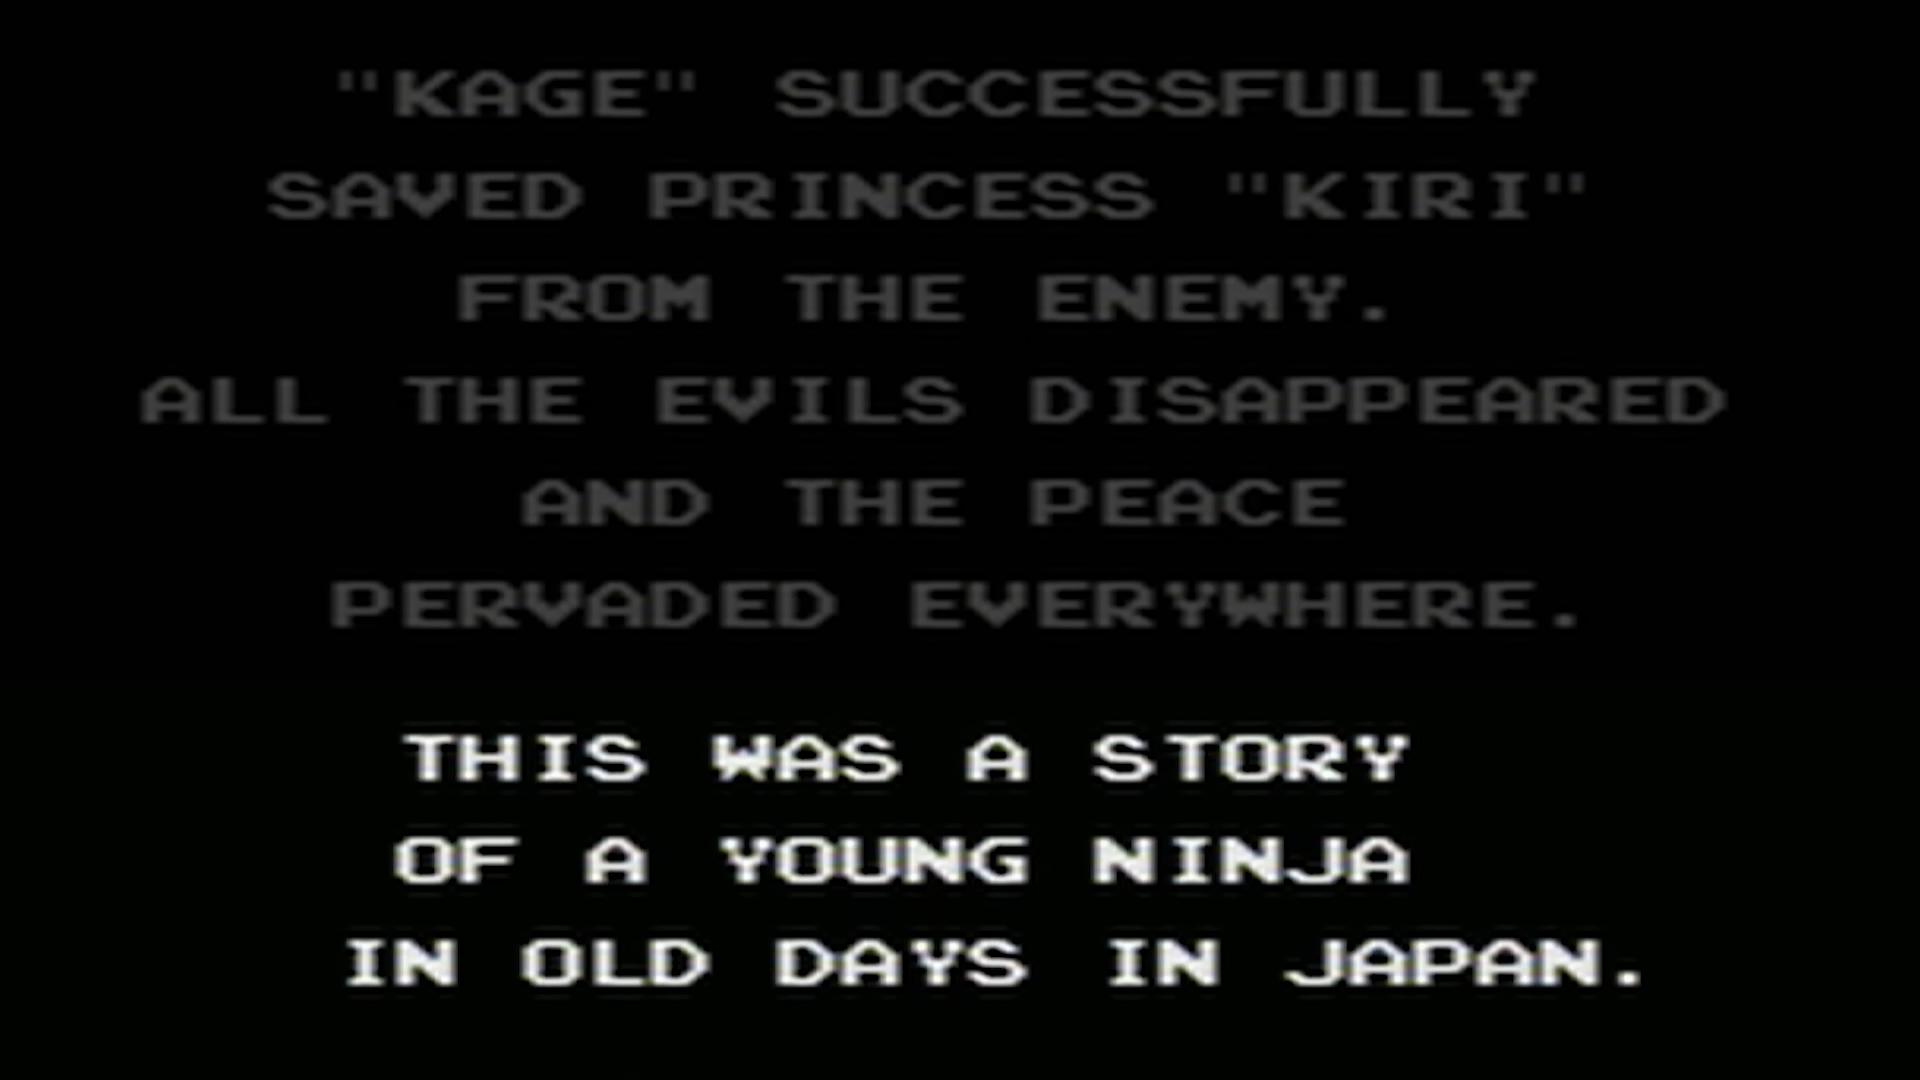 "KAGE" SUCCESSFULLY
SAVED PRINCESS "KIRI"
FROM THE ENEMY.
ALL THE EVILS DISAPPEARED
AND THE PEACE
PERVADED EVERYWHERE.
THIS WAS A STORY
OF A YOUNG NINJA
IN OLD DAYS IN JAPAN.